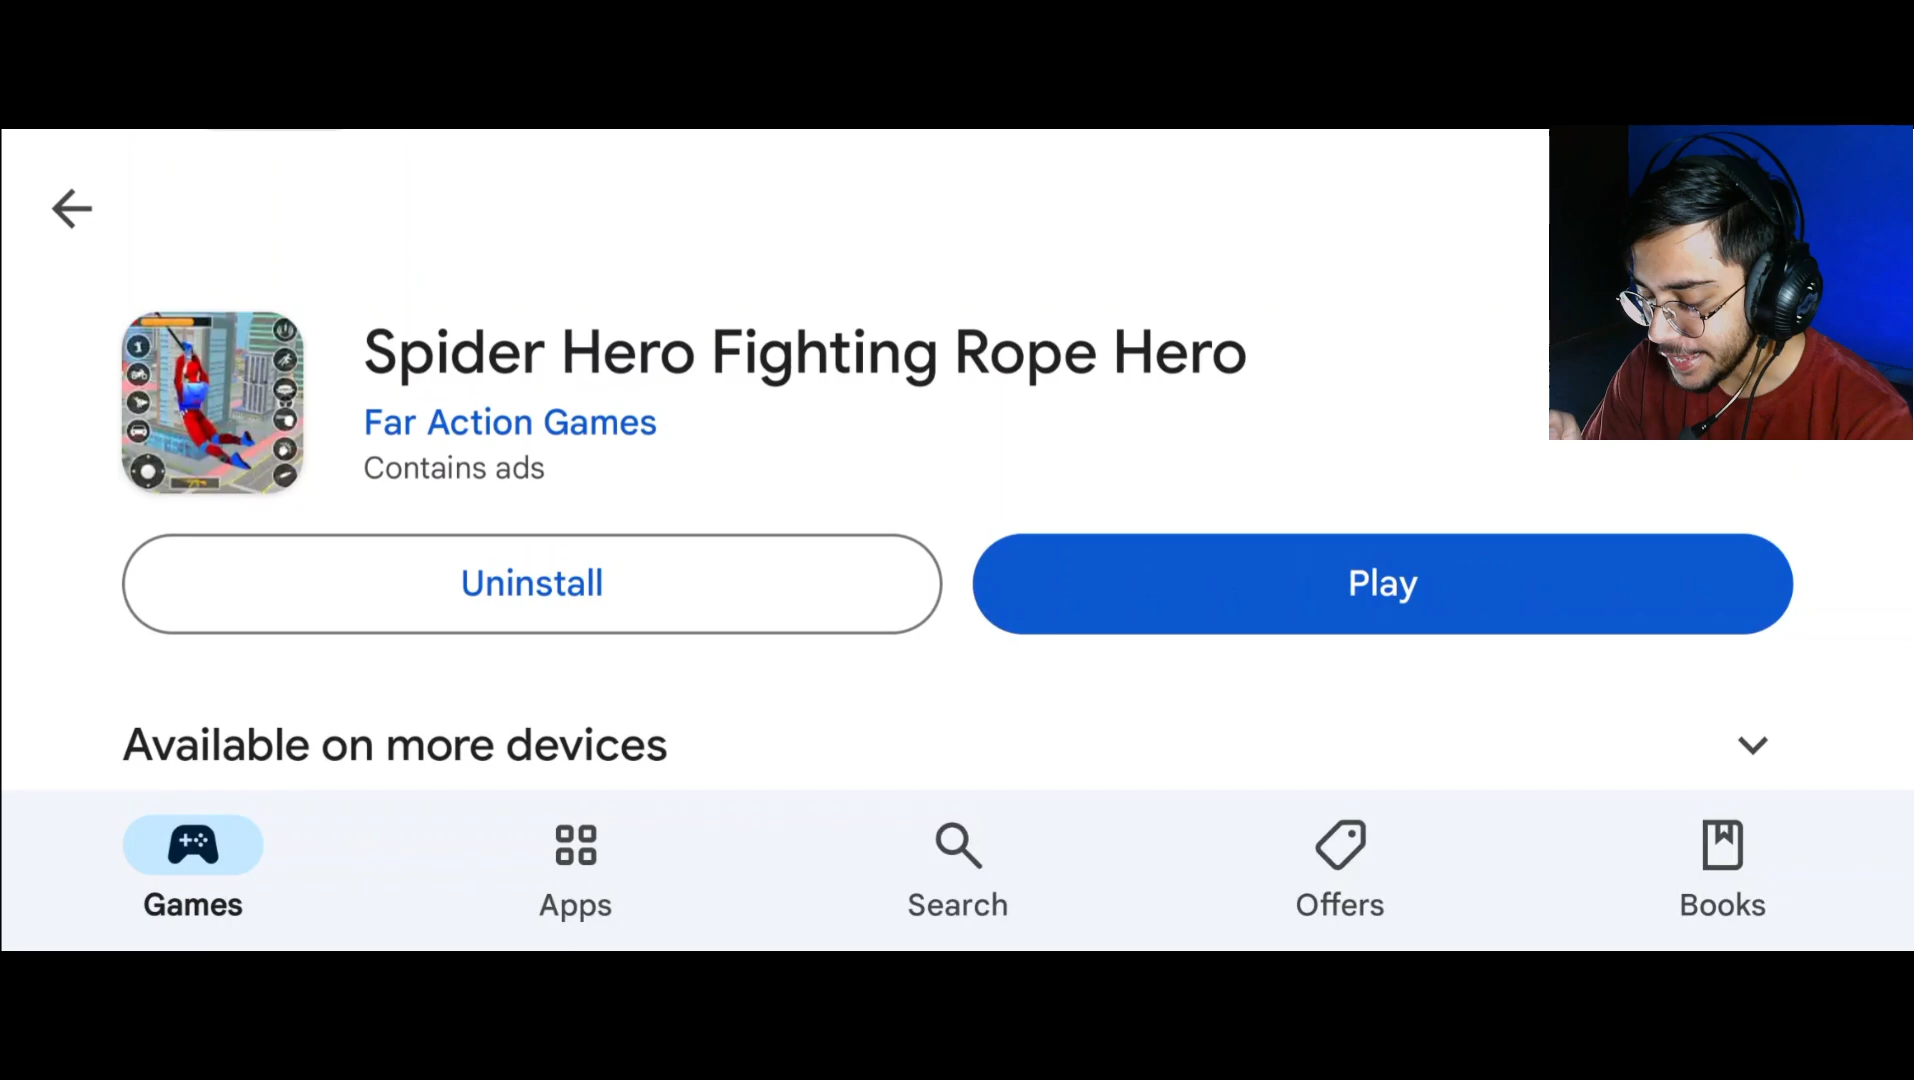 Spider Hero Fighting Rope Hero
Far Action Games
Contains ads
Uninstall
Play
Available on more devices
Games
Apps
Search
Offers
Books